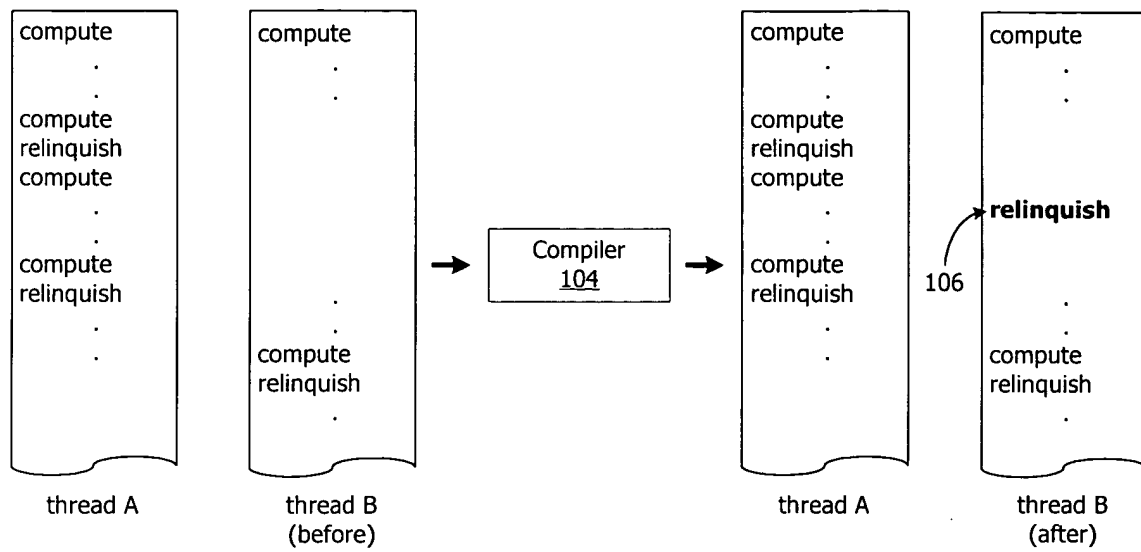 compute
.
.
compute
relinquish
compute
.
.
compute
relinquish
.
.
thread A
compute
.
.
.
.
compute
relinquish
.
thread B
(before)
Compiler
104
compute
.
.
compute
relinquish
compute
.
.
compute
relinquish
.
.
thread A
106
compute
.
.
relinquish
.
.
compute
relinquish
.
thread B
(after)